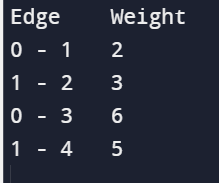 Edge Weight
0 - 1 2
1 - 2 3
0 - 3 6
1 - 4 5